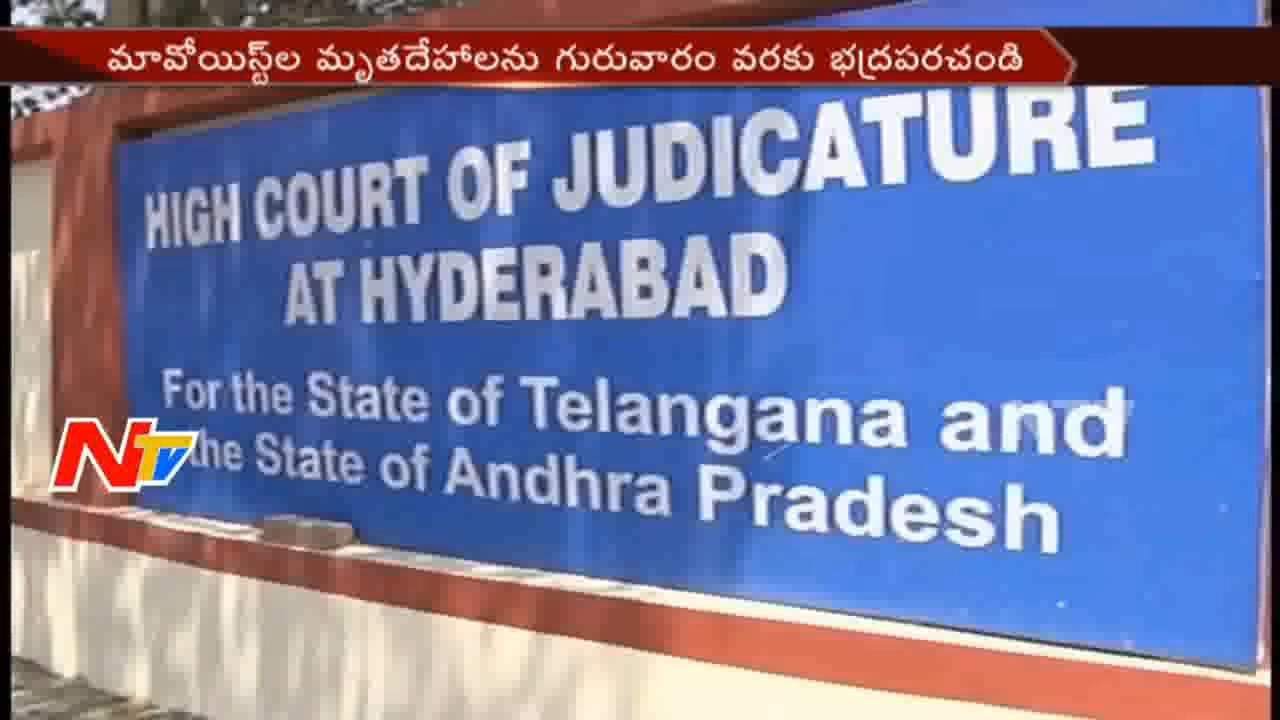 మావోయిస్ట్‌ల మృతదేహాలను గురువారం వరకు భద్రపరచండి
HIGH COURT OF JUDICATURE
AT HYDERABAD
For the State of Telangana and
the State of Andhra Pradesh
NTV